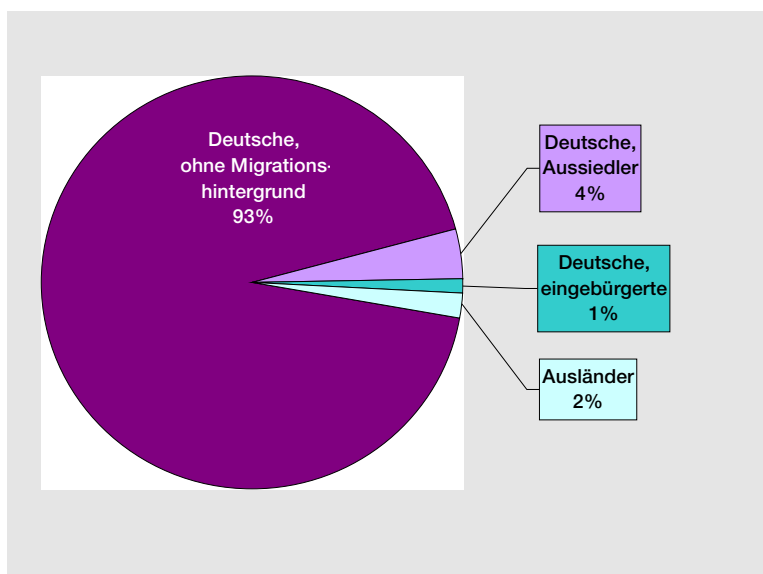 Deutsche,
ohne Migrations-
hintergrund
93%
Deutsche,
Aussiedler
4%
Deutsche,
eingebürgerte
1%
Ausländer
2%